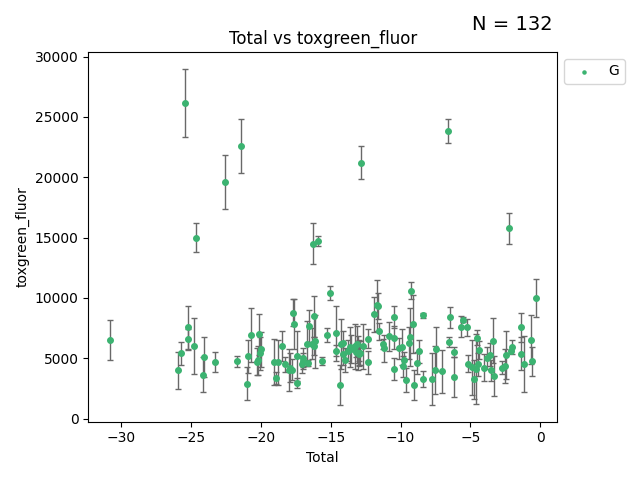 N = 132
Total vs toxgreen_fluor
G
toxgreen_fluor
30000
25000
20000
15000
10000
5000
0
−30 −25 −20 −15 −10 −5 0
Total